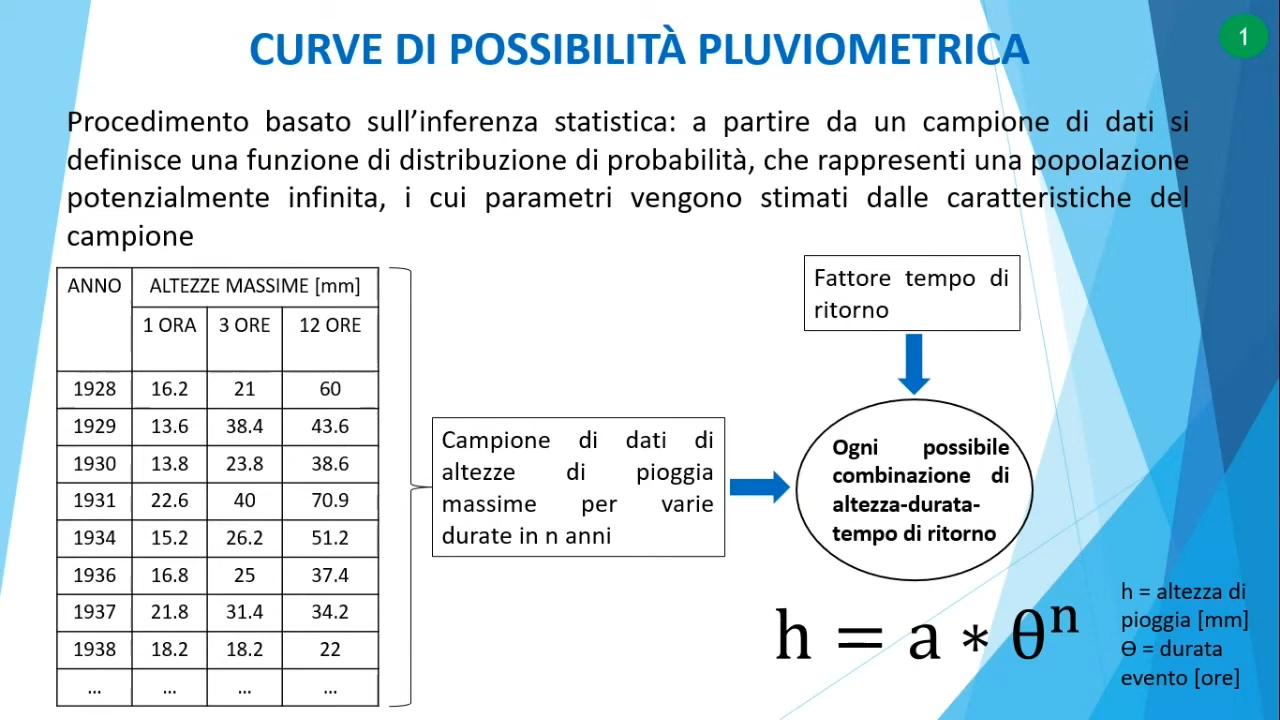 CURVE DI POSSIBILITÀ PLUVIOMETRICA
1
Procedimento basato sull’inferenza statistica: a partire da un campione di dati si
definisce una funzione di distribuzione di probabilità, che rappresenti una popolazione
potenzialmente infinita, i cui parametri vengono stimati dalle caratteristiche del
campione
ANNO ALTEZZE MASSIME [mm]
1 ORA 3 ORE 12 ORE
1928 16.2 21 60
1929 13.6 38.4 43.6
1930 13.8 23.8 38.6
1931 22.6 40 70.9
1934 15.2 26.2 51.2
1936 16.8 25 37.4
1937 21.8 31.4 34.2
1938 18.2 18.2 22
... ... ... ...
Campione di dati di
altezze di pioggia
massime per varie
durate in n anni
Fattore tempo di
ritorno
Ogni possibile
combinazione di
altezza-durata-
tempo di ritorno
h = a ∗ θⁿ
h = altezza di
pioggia [mm]
Ѳ = durata
evento [ore]